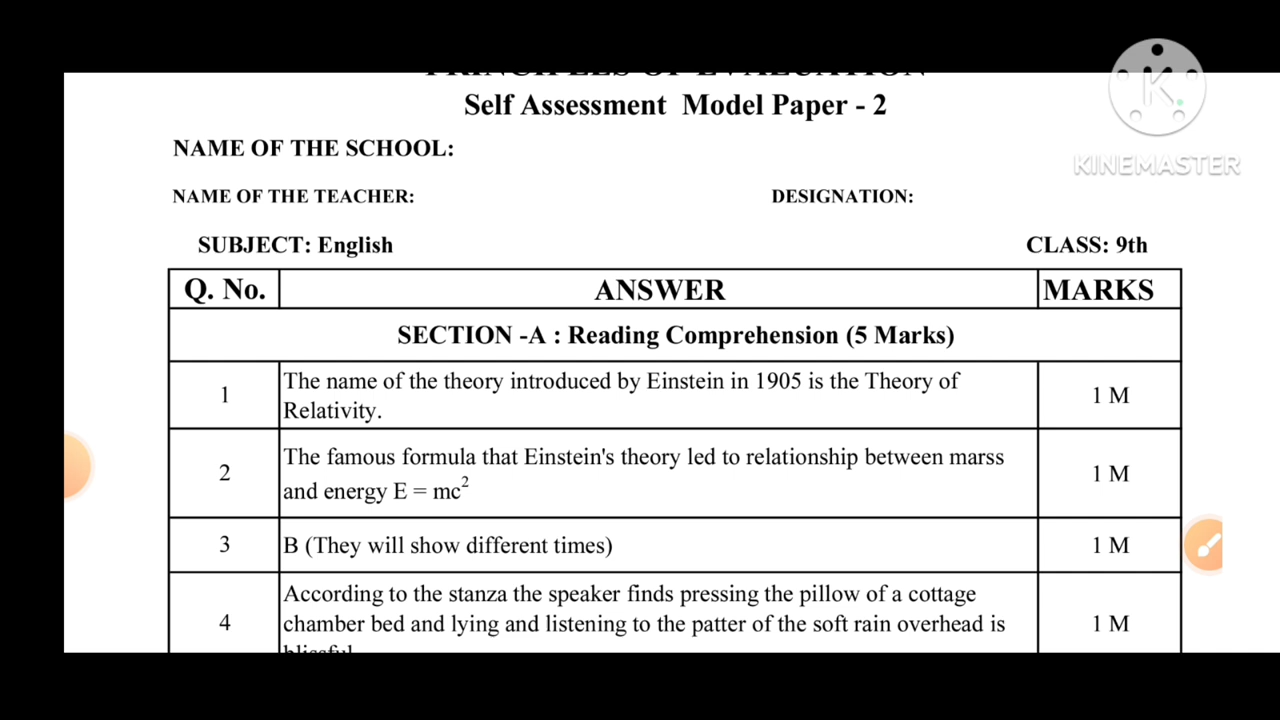 PRINCIPLES OF EVALUATION
Self Assessment Model Paper - 2
NAME OF THE SCHOOL:
NAME OF THE TEACHER: DESIGNATION:
SUBJECT: English CLASS: 9th
Q. No. ANSWER MARKS
SECTION -A : Reading Comprehension (5 Marks)
1 The name of the theory introduced by Einstein in 1905 is the Theory of 1 M
Relativity.
2 The famous formula that Einstein's theory led to relationship between marss 1 M
and energy E = mc²
3 B (They will show different times) 1 M
4 According to the stanza the speaker finds pressing the pillow of a cottage 1 M
chamber bed and lying and listening to the patter of the soft rain overhead is
blissful
K
KINEMASTER